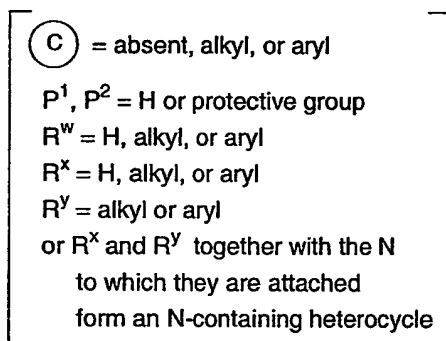 C = absent, alkyl, or aryl
P¹, P² = H or protective group
Rʷ = H, alkyl, or aryl
Rˣ = H, alkyl, or aryl
Rʸ = alkyl or aryl
or Rˣ and Rʸ together with the N
to which they are attached
form an N-containing heterocycle